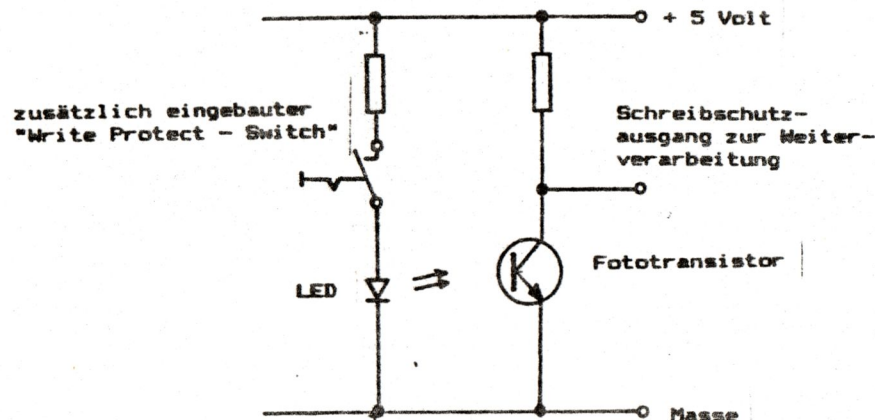 + 5 Volt
zusätzlich eingebauter
"Write Protect - Switch"
Schreibschutz-
ausgang zur Weiter-
verarbeitung
Fototransistor
LED
Masse